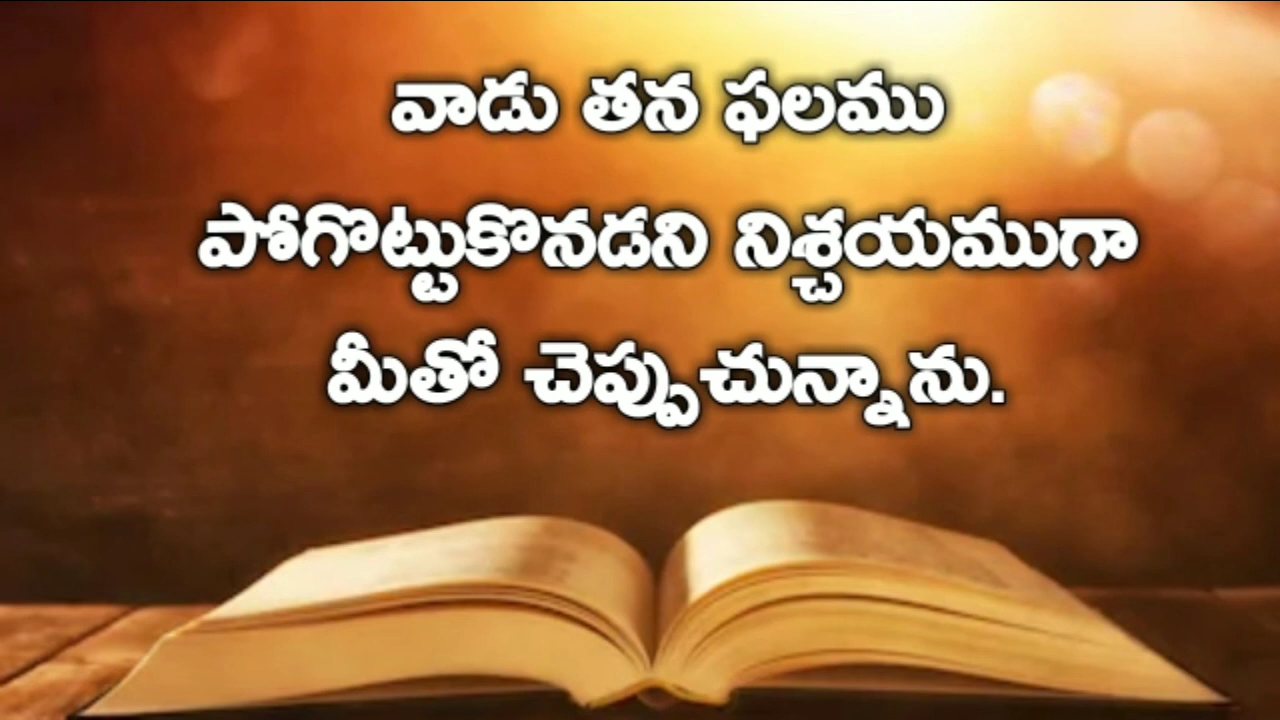 వాడు తన ఫలము
పోగొట్టుకొనడని నిశ్చయముగా
మీతో చెప్పుచున్నాను.